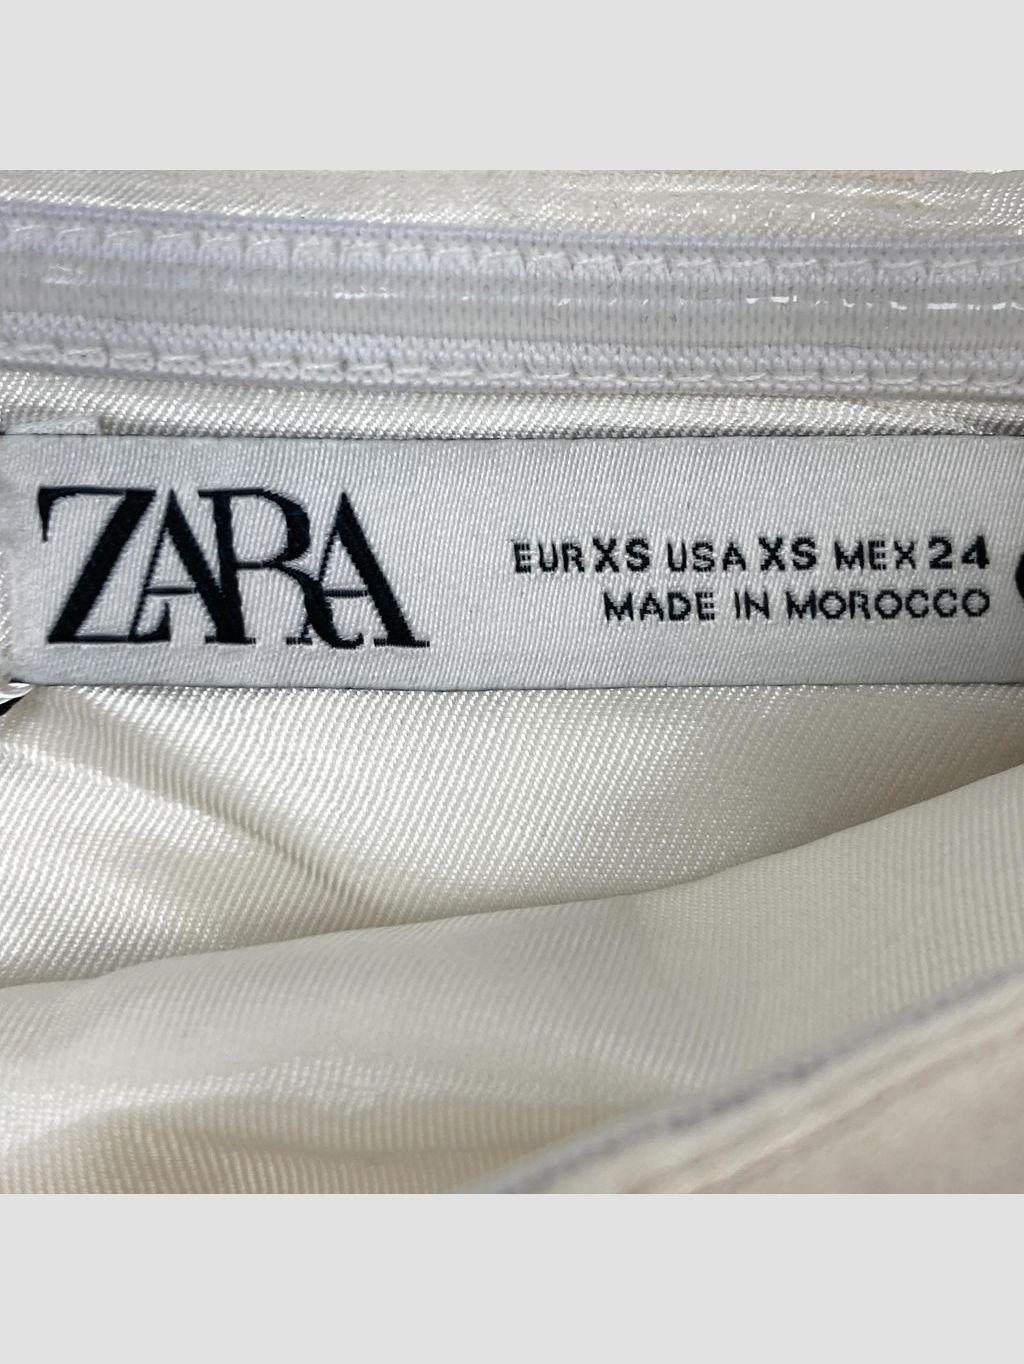 ZARA
EUR XS USA XS MEX 24
MADE IN MOROCCO